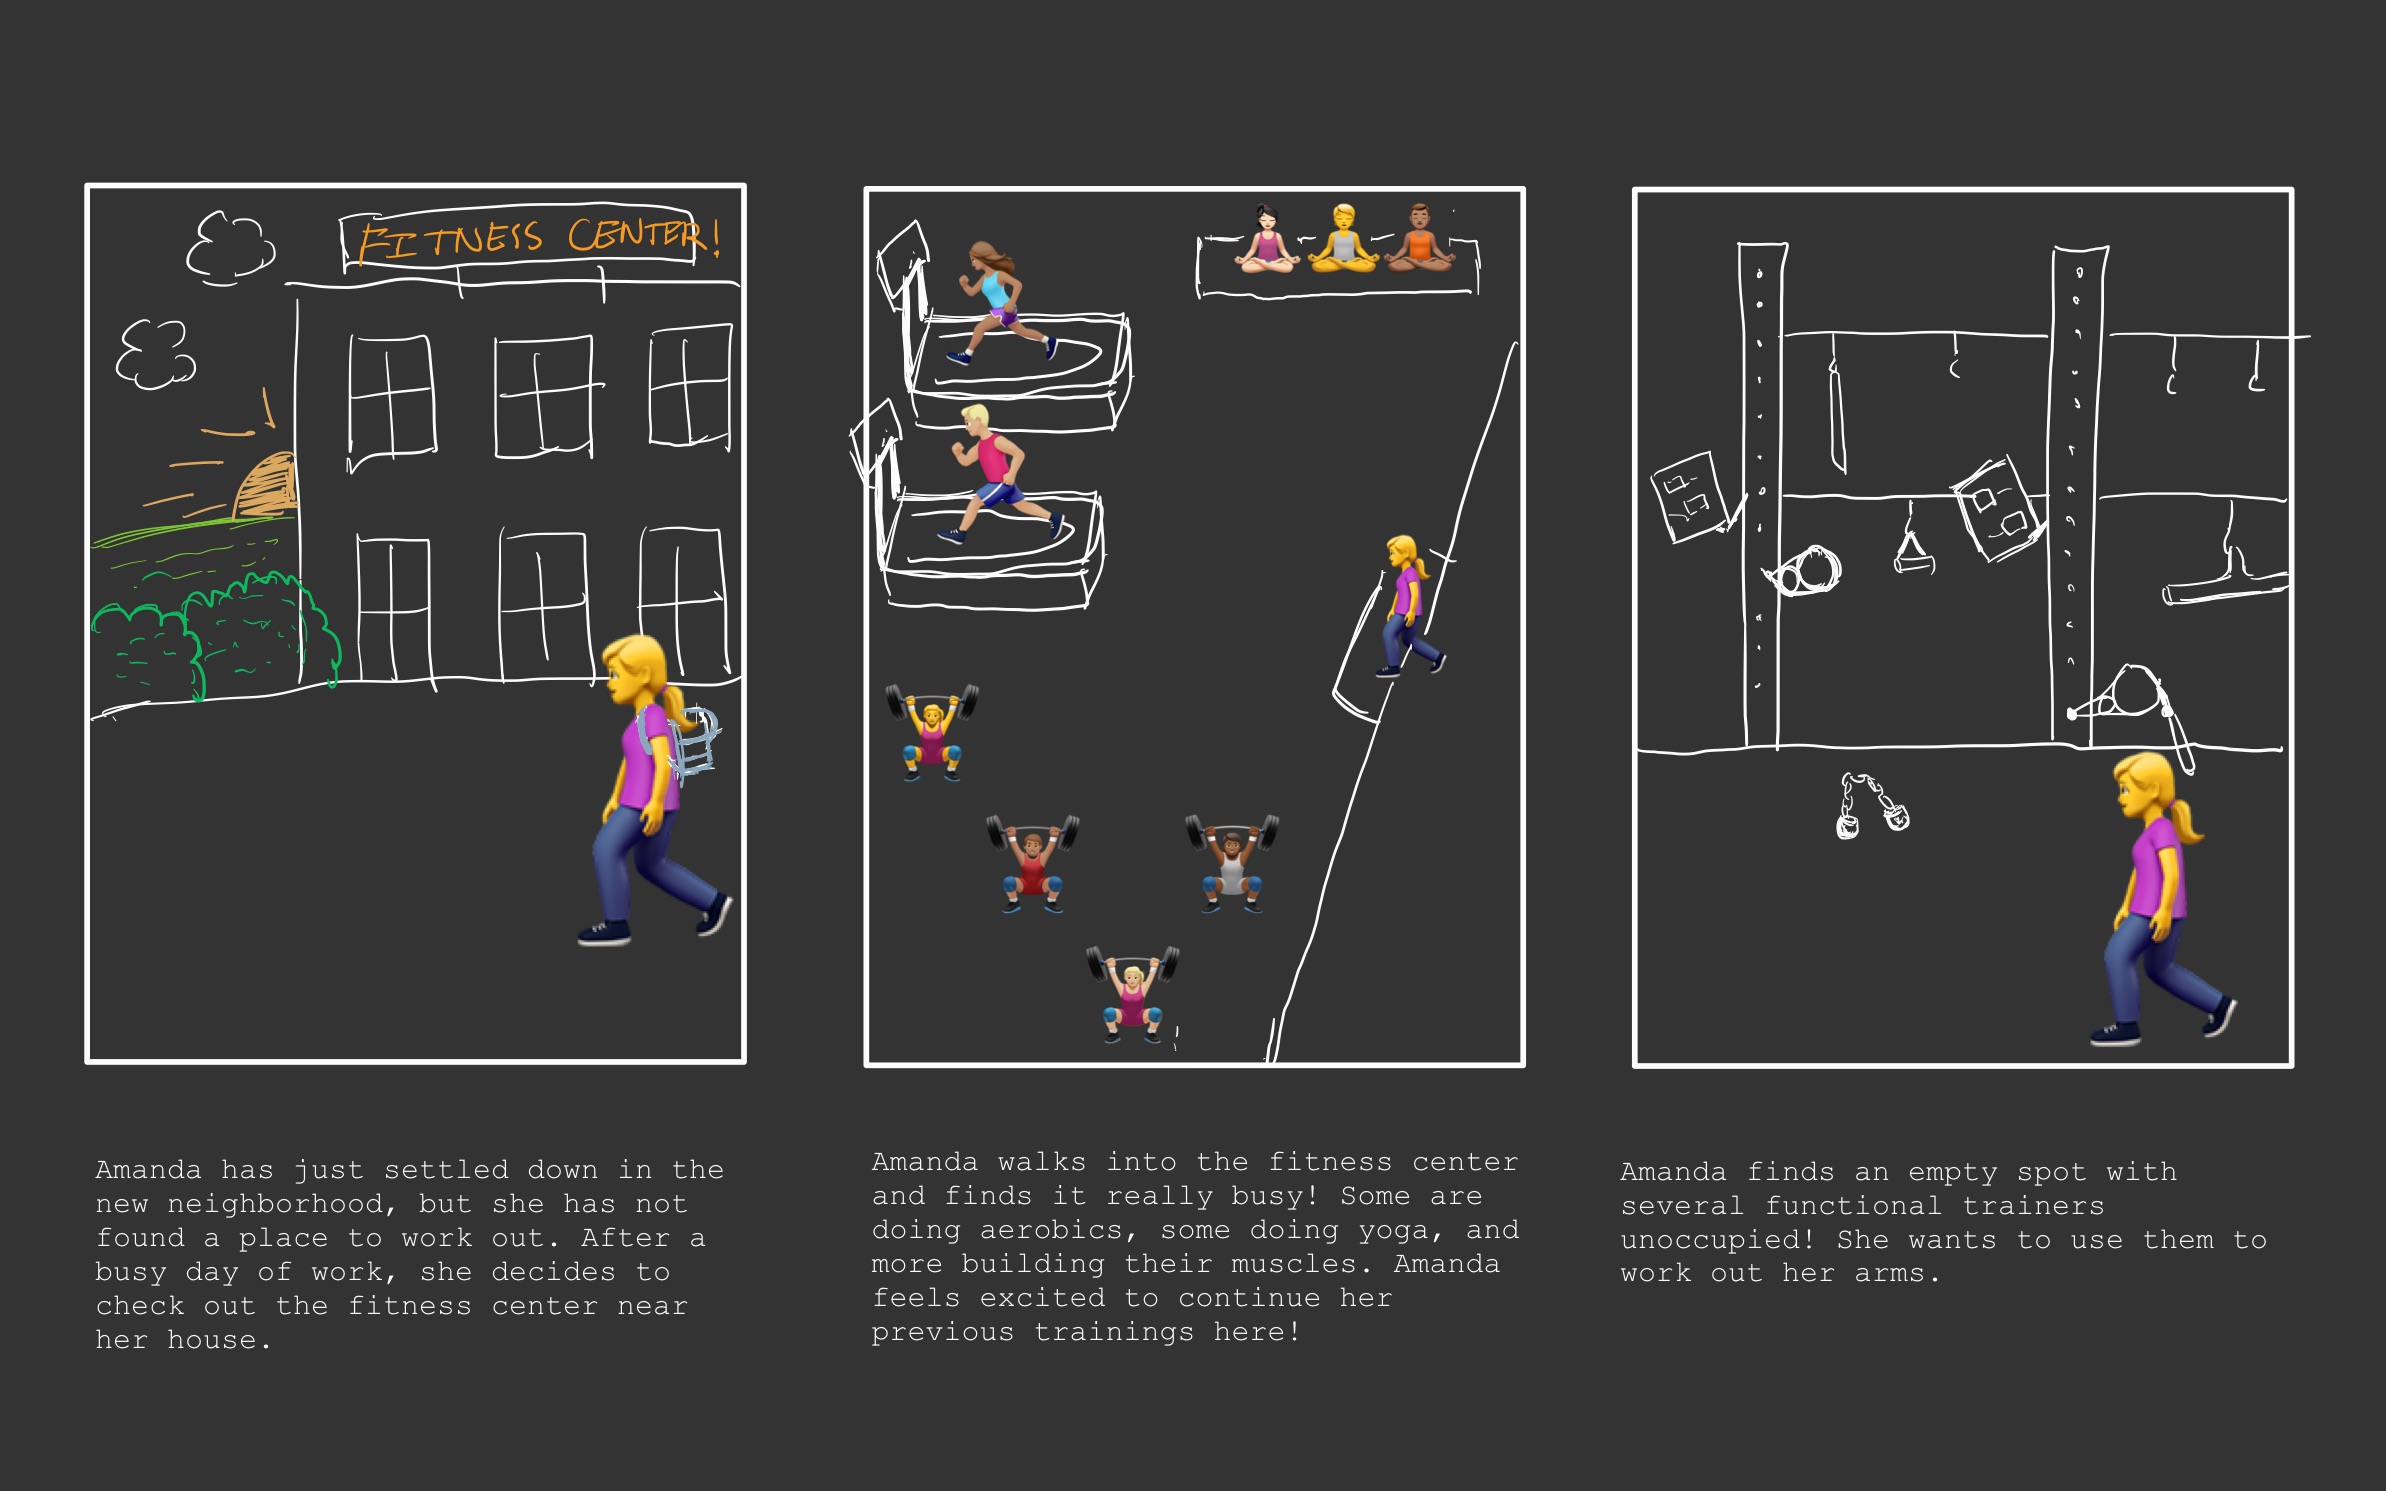 FITNESS CENTER!
Amanda has just settled down in the
new neighborhood, but she has not
found a place to work out. After a
busy day of work, she decides to
check out the fitness center near
her house.
Amanda walks into the fitness center
and finds it really busy! Some are
doing aerobics, some doing yoga, and
more building their muscles. Amanda
feels excited to continue her
previous trainings here!
Amanda finds an empty spot with
several functional trainers
unoccupied! She wants to use them to
work out her arms.